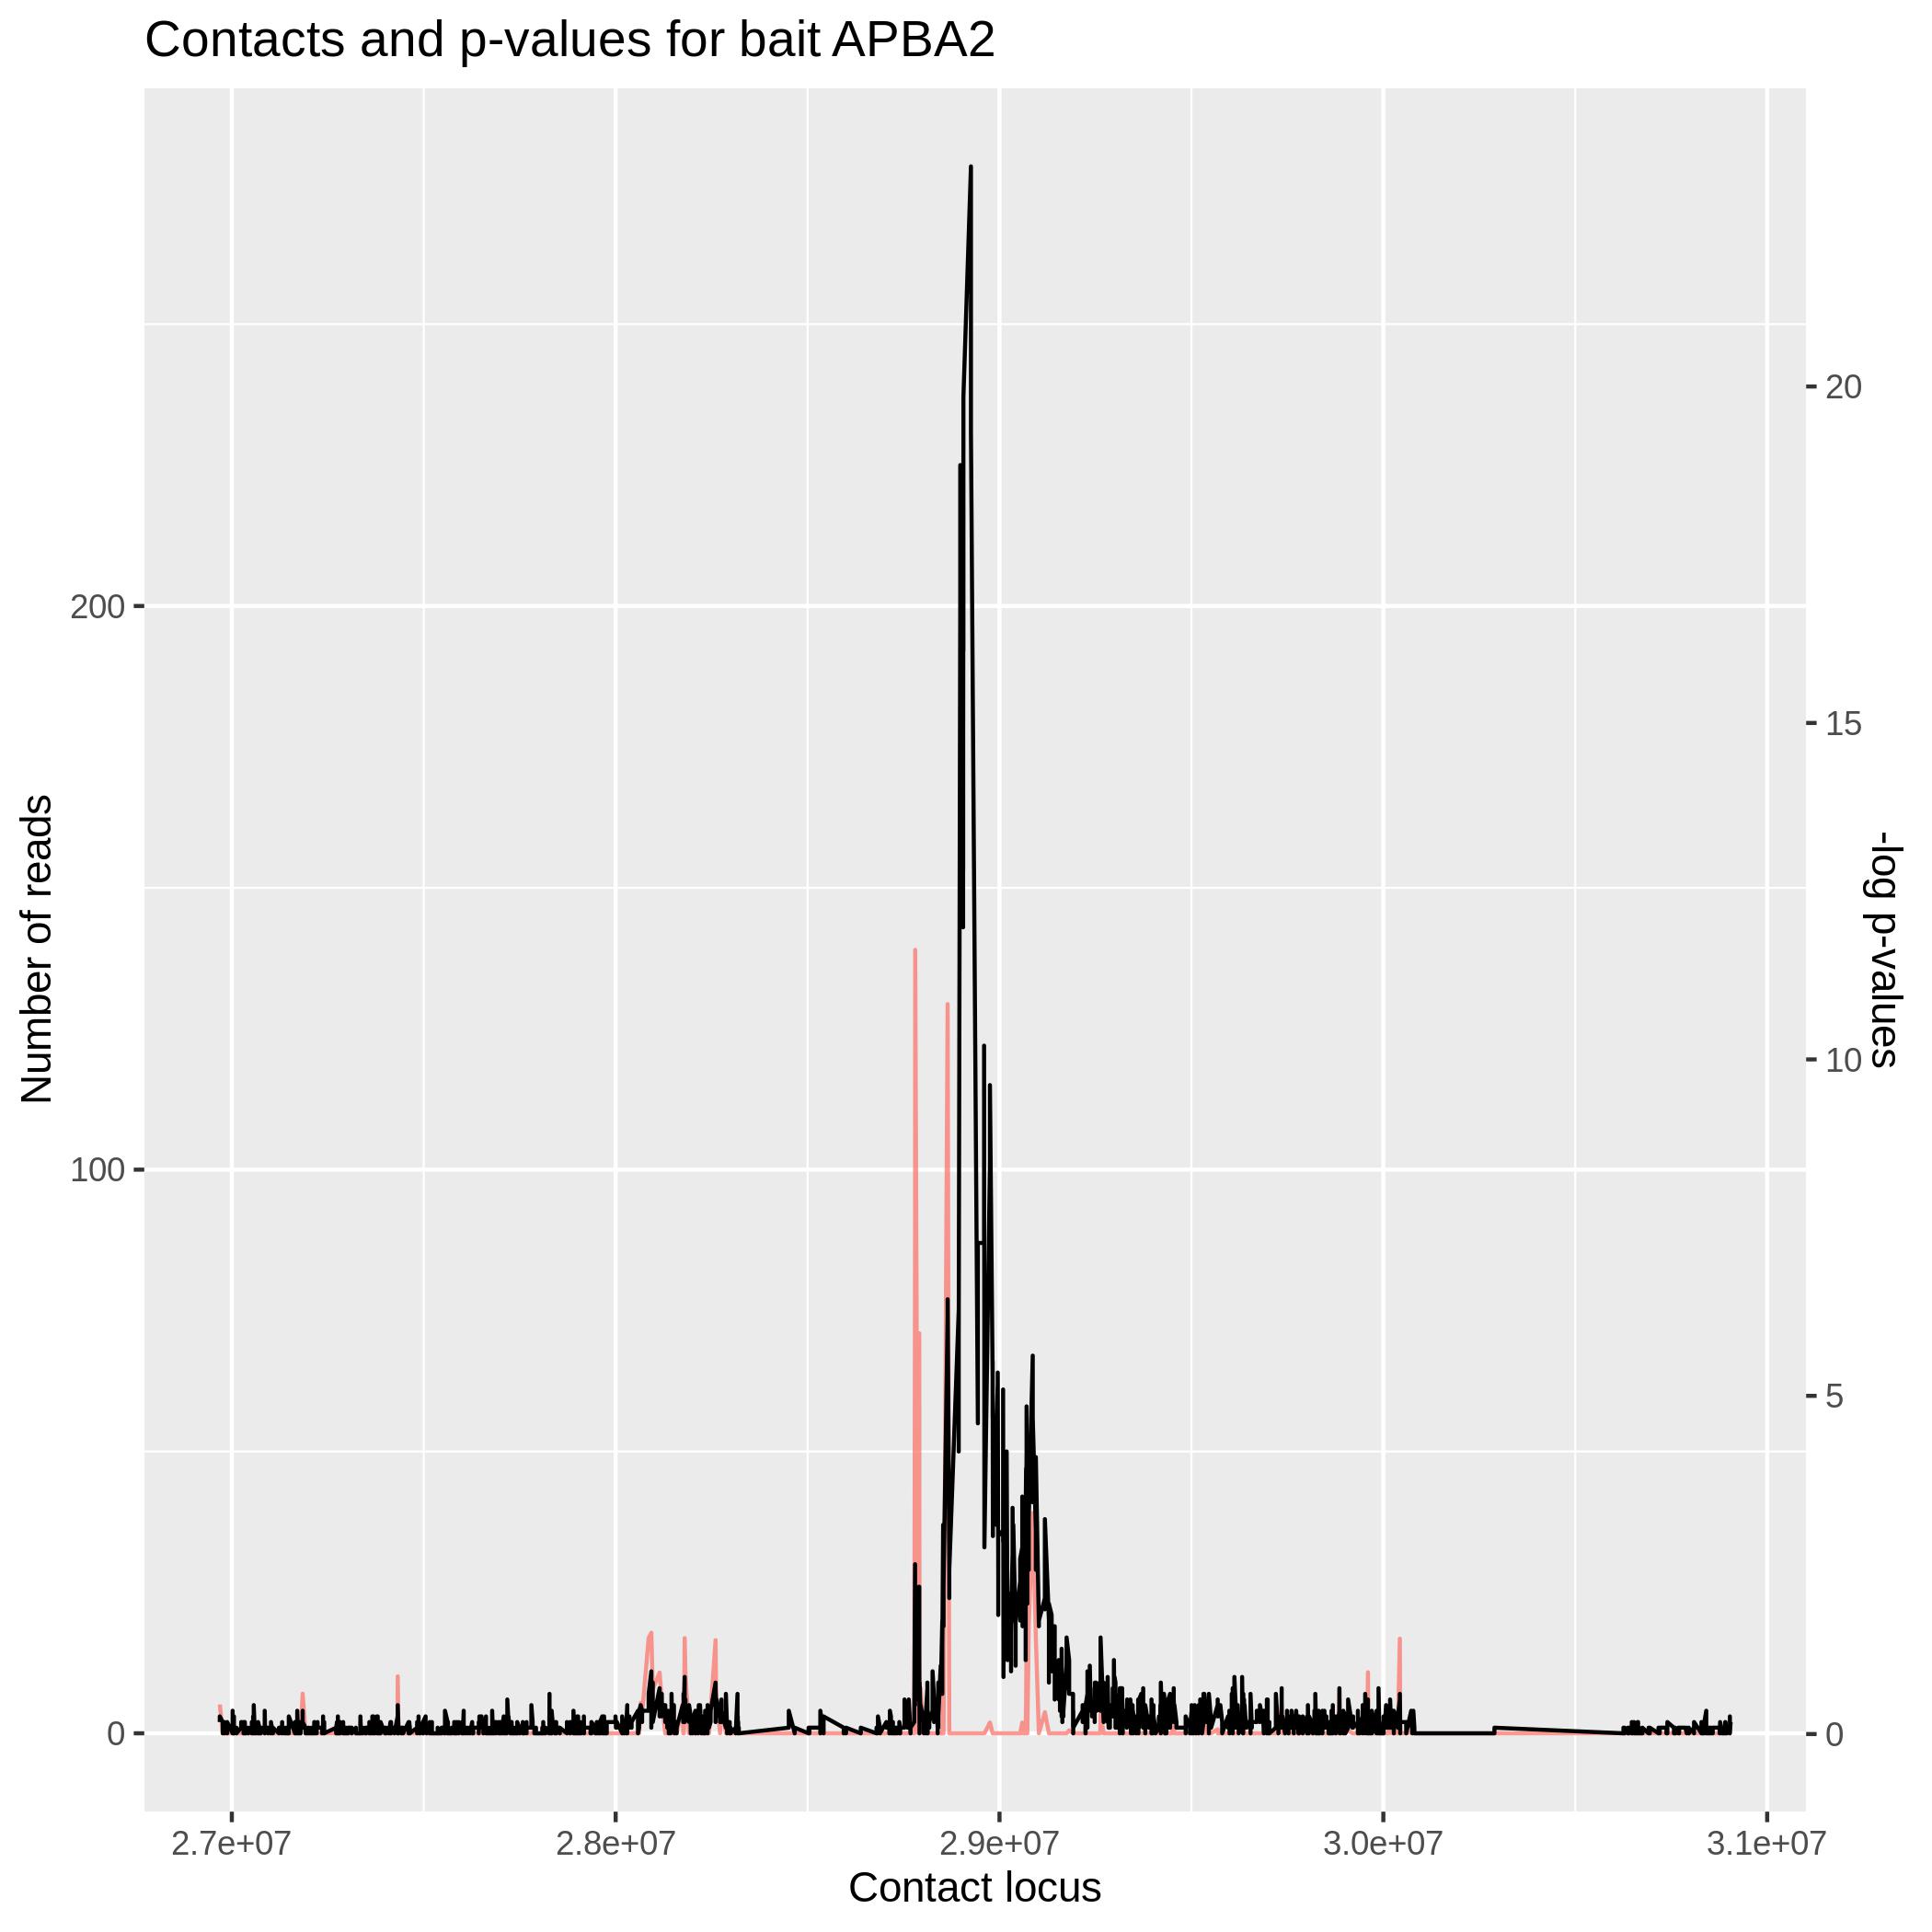 Contacts and p-values for bait APBA2
Number of reads
200
100
0
20
15
10
5
0
-log p-values
2.7e+07
2.8e+07
2.9e+07
3.0e+07
3.1e+07
Contact locus